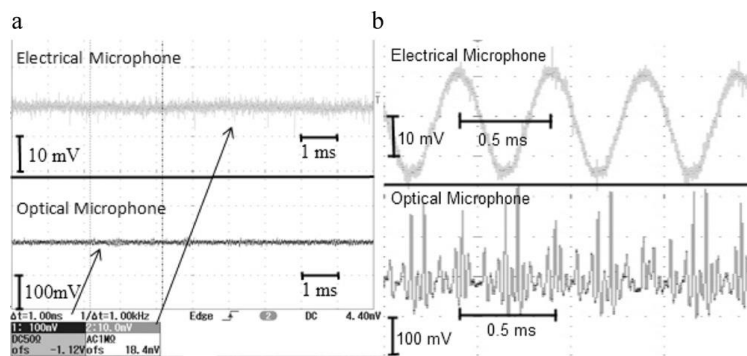 a
Electrical Microphone
10 mV
1 ms
Optical Microphone
100mV
1 ms
Δt=1.00ms 1/Δt=1.00kHz Edge 2 DC 4.40mV
1: 100mV 2: 10.0mV
DC50Ω AC1MΩ
ofs -1.12V ofs 18.4mV
b
Electrical Microphone
T
10 mV
0.5 ms
Optical Microphone
0.5 ms
100 mV